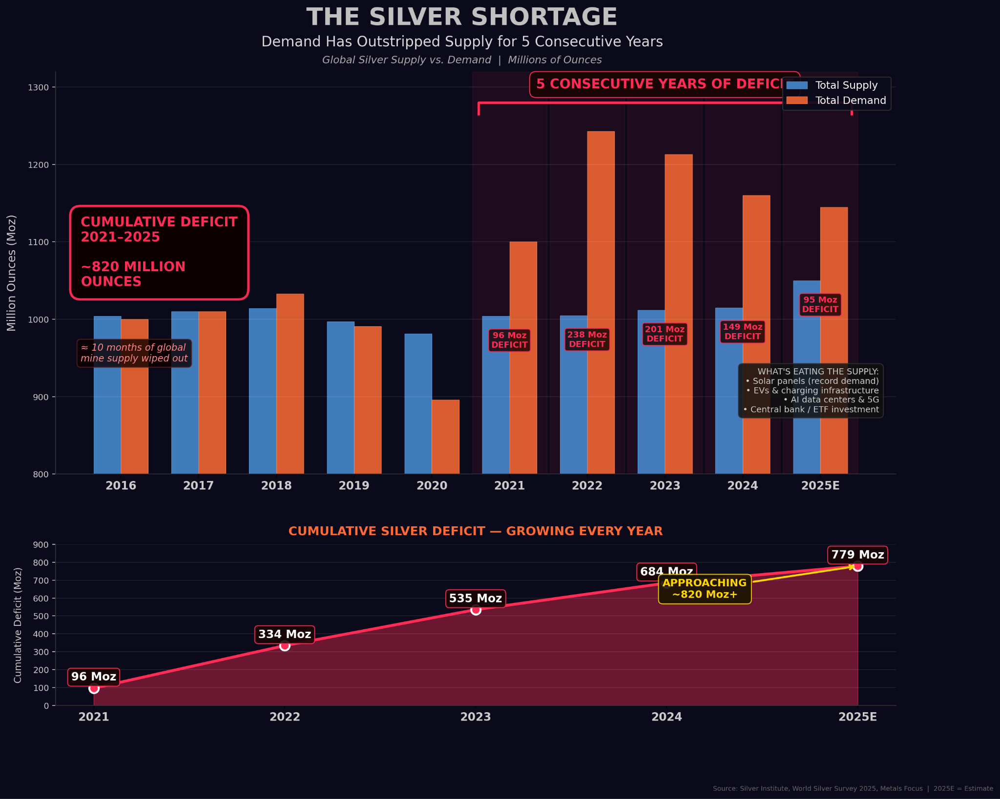 THE SILVER SHORTAGE
Demand Has Outstripped Supply for 5 Consecutive Years
Global Silver Supply vs. Demand | Millions of Ounces
5 CONSECUTIVE YEARS OF
Total Supply
Total Demand
Million Ounces (Moz)
1300
1200
1100
1000
900
800
CUMULATIVE DEFICIT
2021–2025
~820 MILLION
OUNCES
≈ 10 months of global
mine supply wiped out
96 Moz
DEFICIT
238 Moz
DEFICIT
201 Moz
DEFICIT
149 Moz
DEFICIT
95 Moz
DEFICIT
WHAT'S EATING THE SUPPLY:
• Solar panels (record demand)
• EVs & charging infrastructure
• AI data centers & 5G
• Central bank / ETF investment
2016
2017
2018
2019
2020
2021
2022
2023
2024
2025E
CUMULATIVE SILVER DEFICIT — GROWING EVERY YEAR
Cumulative Deficit (Moz)
900
800
700
600
500
400
300
200
100
0
96 Moz
334 Moz
535 Moz
684 Moz
779 Moz
APPROACHING
~820 Moz+
2021
2022
2023
2024
2025E
Source: Silver Institute, World Silver Survey 2025, Metals Focus | 2025E = Estimate